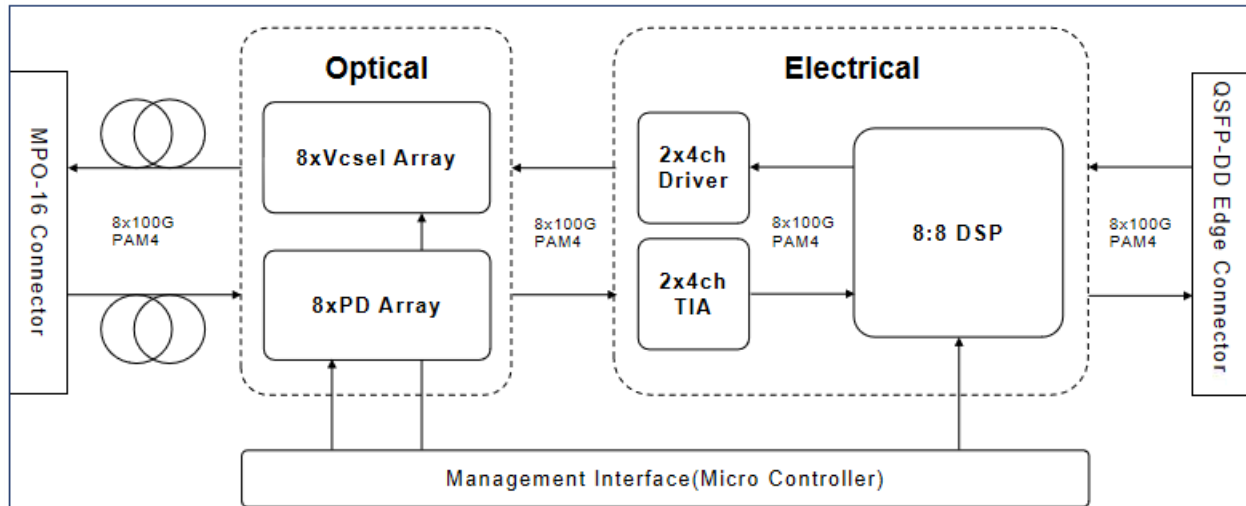 Optical
Electrical
MPO-16 Connector
8xVcsel Array
8xPD Array
8x100G
PAM4
8x100G
PAM4
2x4ch
Driver
2x4ch
TIA
8x100G
PAM4
8:8 DSP
8x100G
PAM4
QSFP-DD Edge Connector
Management Interface(Micro Controller)